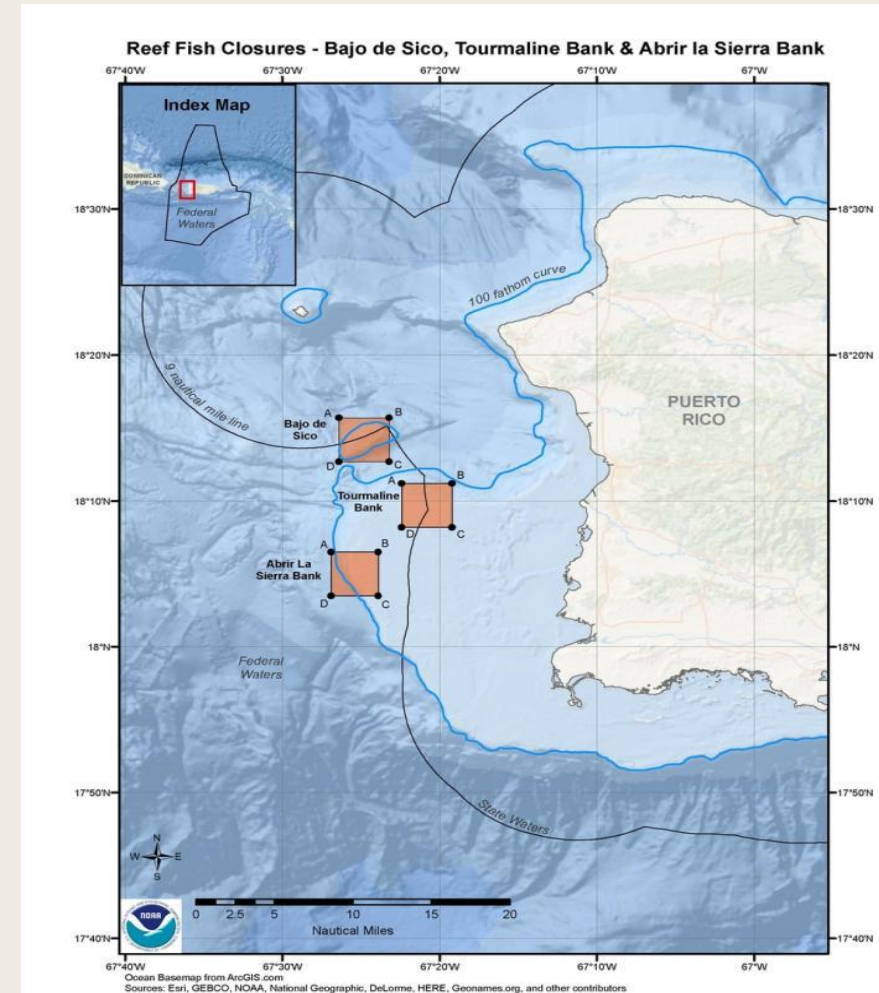 Reef Fish Closures - Bajo de Sico, Tourmaline Bank & Abrir la Sierra Bank
67°40'W 67°30'W 67°20'W 67°10'W 67°W
Index Map
DOMINICAN
REPUBLIC
Federal
Waters
18°30'N 18°30'N
100 fathom curve
18°20'N 18°20'N
9 nautical mile line
PUERTO
RICO
A B
Bajo de
Sico
D C
A B
18°10'N 18°10'N
Tourmaline
Bank
D C
A B
Abrir La
Sierra Bank
D C
18°N 18°N
Federal
Waters
17°50'N 17°50'N
State Waters
N
W E
S
NOAA
0 2.5 5 10 15 20
Nautical Miles
17°40'N 17°40'N
67°40'W 67°30'W 67°20'W 67°10'W 67°W
Ocean Basemap from ArcGIS.com
Sources: Esri, GEBCO, NOAA, National Geographic, DeLorme, HERE, Geonames.org, and other contributors